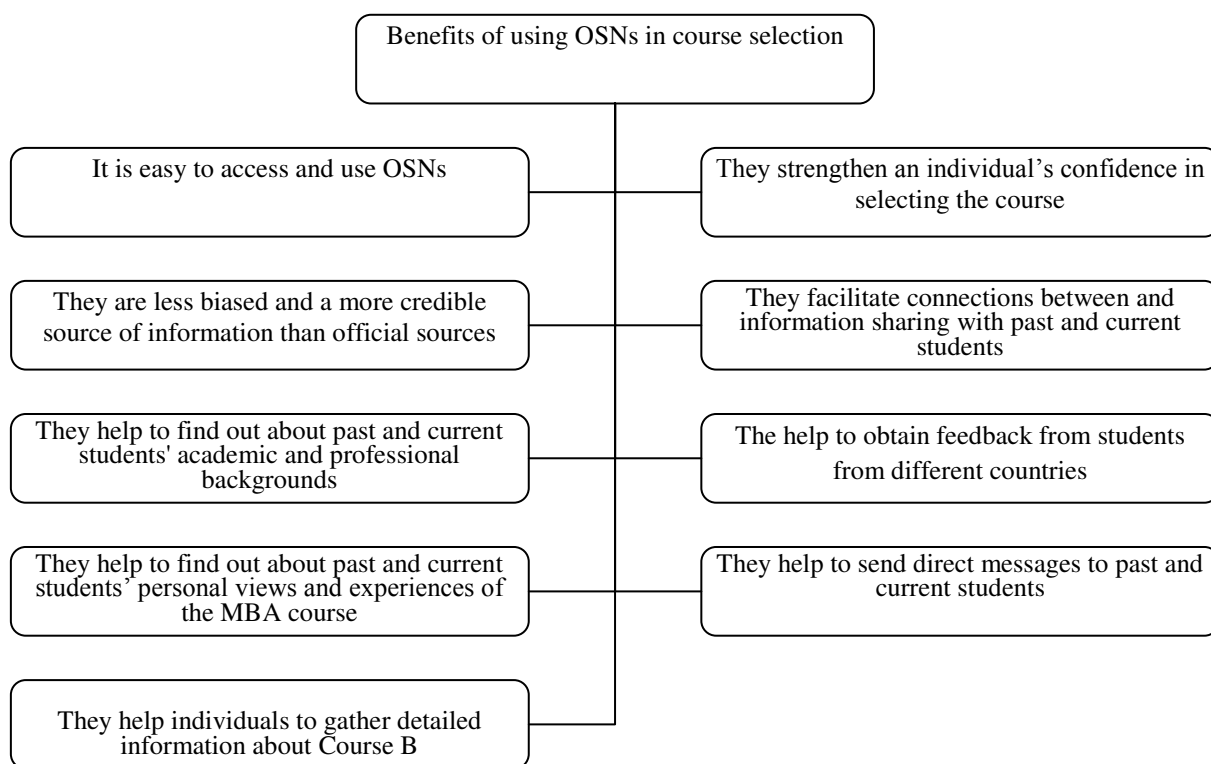 Benefits of using OSNs in course selection
It is easy to access and use OSNs
They strengthen an individual’s confidence in
selecting the course
They are less biased and a more credible
source of information than official sources
They facilitate connections between and
information sharing with past and current
students
They help to find out about past and current
students' academic and professional
backgrounds
The help to obtain feedback from students
from different countries
They help to find out about past and current
students’ personal views and experiences of
the MBA course
They help to send direct messages to past and
current students
They help individuals to gather detailed
information about Course B